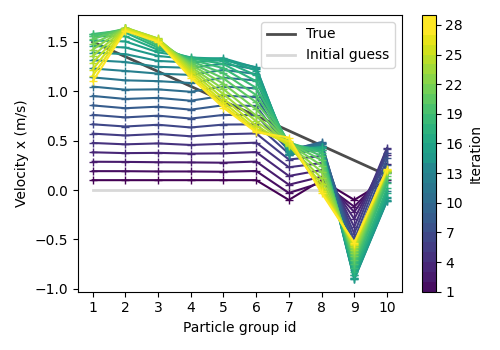 True
Initial guess
Velocity x (m/s)
1.5
1.0
0.5
0.0
−0.5
−1.0
1 2 3 4 5 6 7 8 9 10
Particle group id
28
25
22
19
16
13
10
7
4
1
Iteration